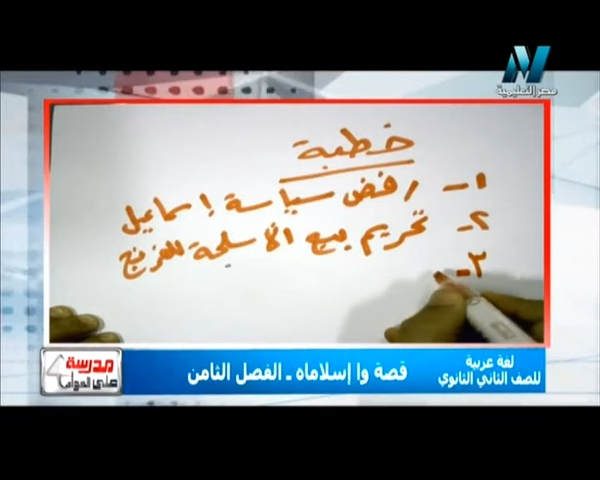 مصر التعليمية
خطبة
١- رفض سياسة إسماعيل
٢- تحريم بيع الأسلحة للفرنج
٣-
لغة عربية
للصف الثاني الثانوي
قصة وا إسلاماه - الفصل الثامن
مدرسة
على الهواء